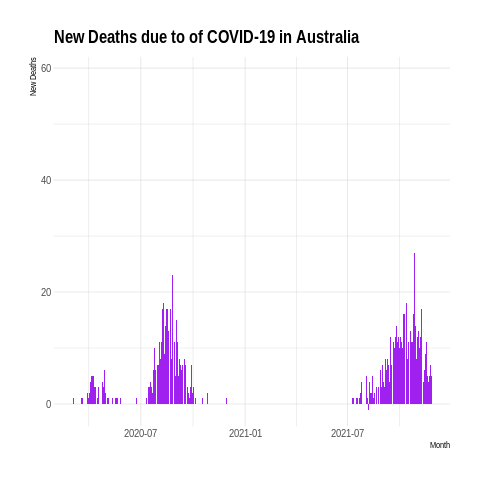 New Deaths due to of COVID-19 in Australia
New Deaths
60
40
20
0
2020-07
2021-01
2021-07
Month